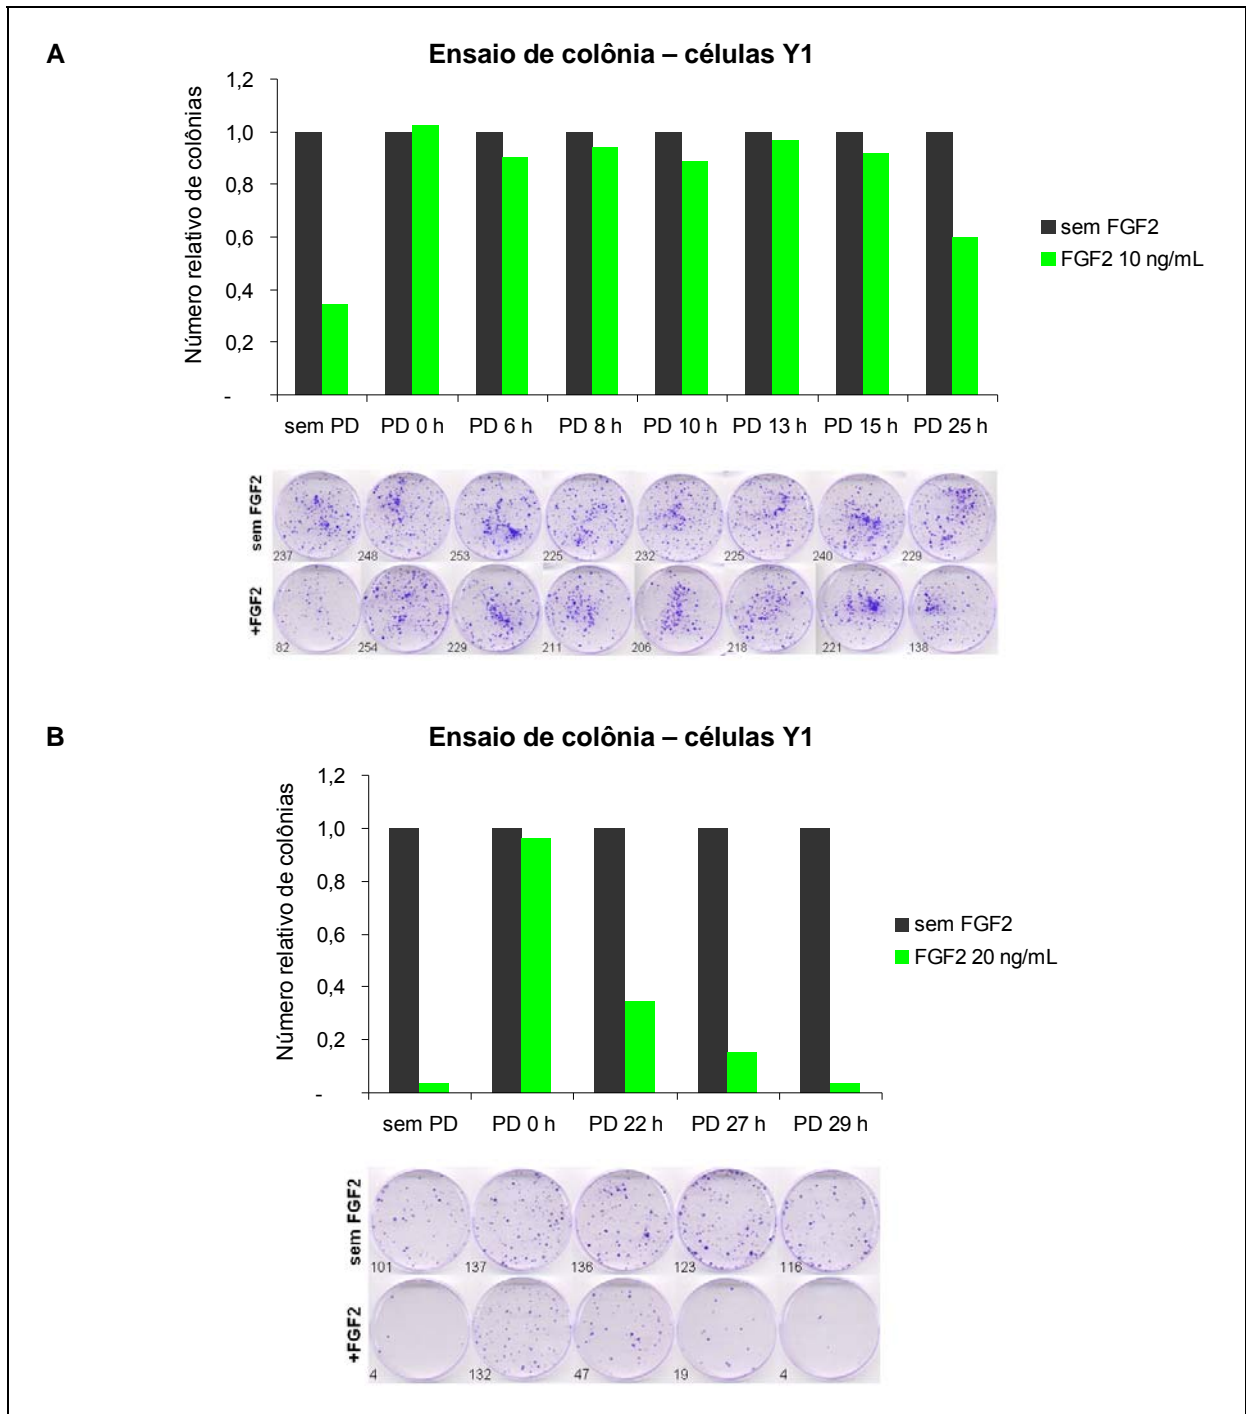 A
Ensaio de colônia – células Y1
Número relativo de colônias
1,2
1,0
0,8
0,6
0,4
0,2
-
sem PD PD 0 h PD 6 h PD 8 h PD 10 h PD 13 h PD 15 h PD 25 h
sem FGF2
FGF2 10 ng/mL
sem FGF2
237 248 253 225 232 225 240 229
+FGF2
82 254 229 211 206 218 221 138
B
Ensaio de colônia – células Y1
Número relativo de colônias
1,2
1,0
0,8
0,6
0,4
0,2
-
sem PD PD 0 h PD 22 h PD 27 h PD 29 h
sem FGF2
FGF2 20 ng/mL
sem FGF2
101 137 136 123 116
+FGF2
4 132 47 19 4